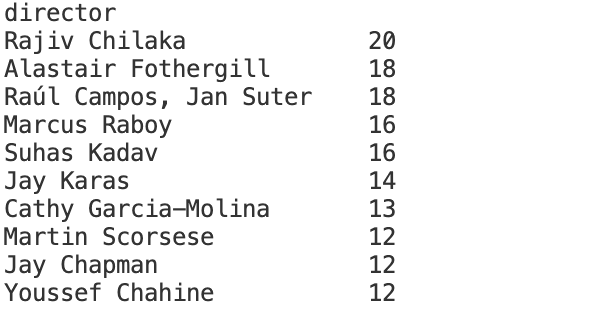 director
Rajiv Chilaka 20
Alastair Fothergill 18
Raúl Campos, Jan Suter 18
Marcus Raboy 16
Suhas Kadav 16
Jay Karas 14
Cathy Garcia-Molina 13
Martin Scorsese 12
Jay Chapman 12
Youssef Chahine 12